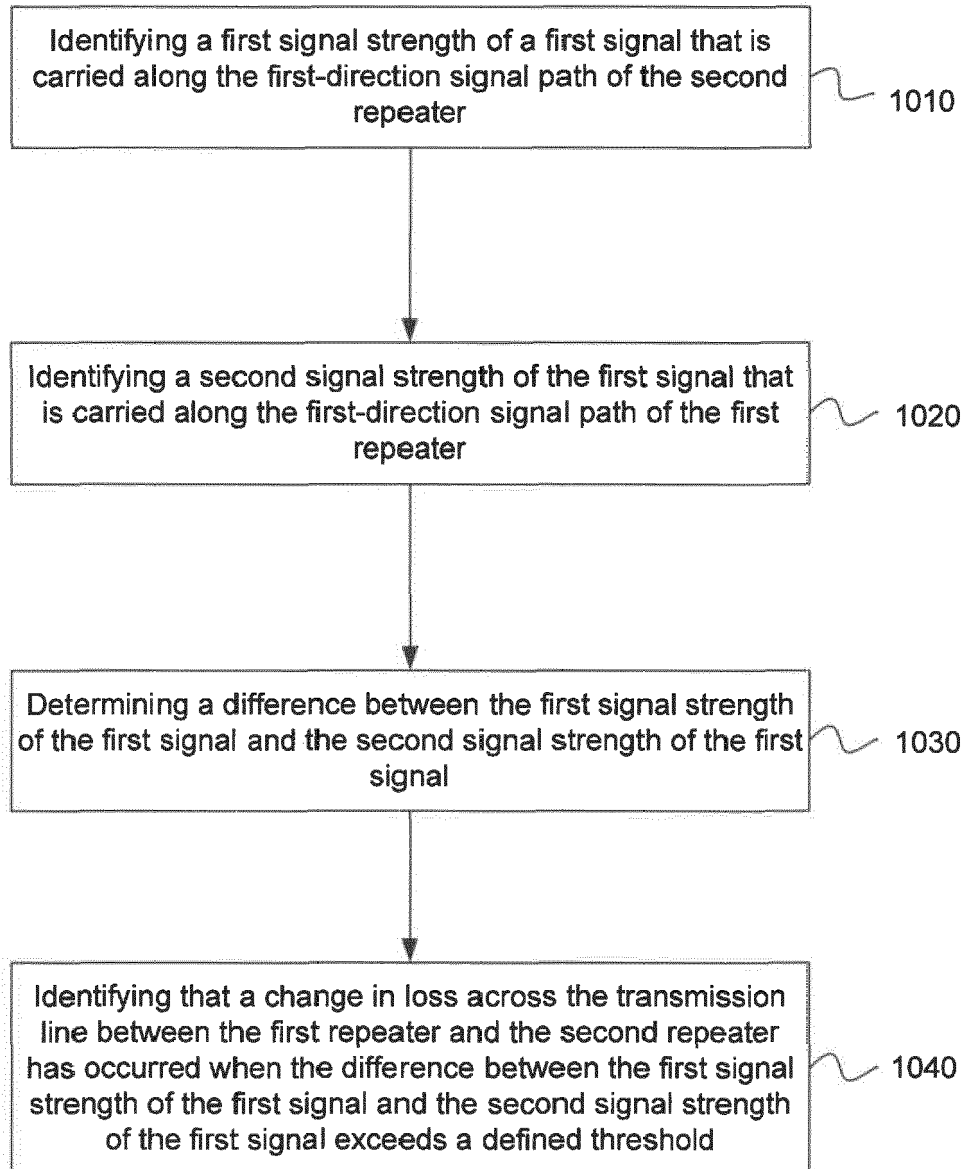 Identifying a first signal strength of a first signal that is
carried along the first-direction signal path of the second
repeater
1010
Identifying a second signal strength of the first signal that
is carried along the first-direction signal path of the first
repeater
1020
Determining a difference between the first signal strength
of the first signal and the second signal strength of the first
signal
1030
Identifying that a change in loss across the transmission
line between the first repeater and the second repeater
has occurred when the difference between the first signal
strength of the first signal and the second signal strength
of the first signal exceeds a defined threshold
1040